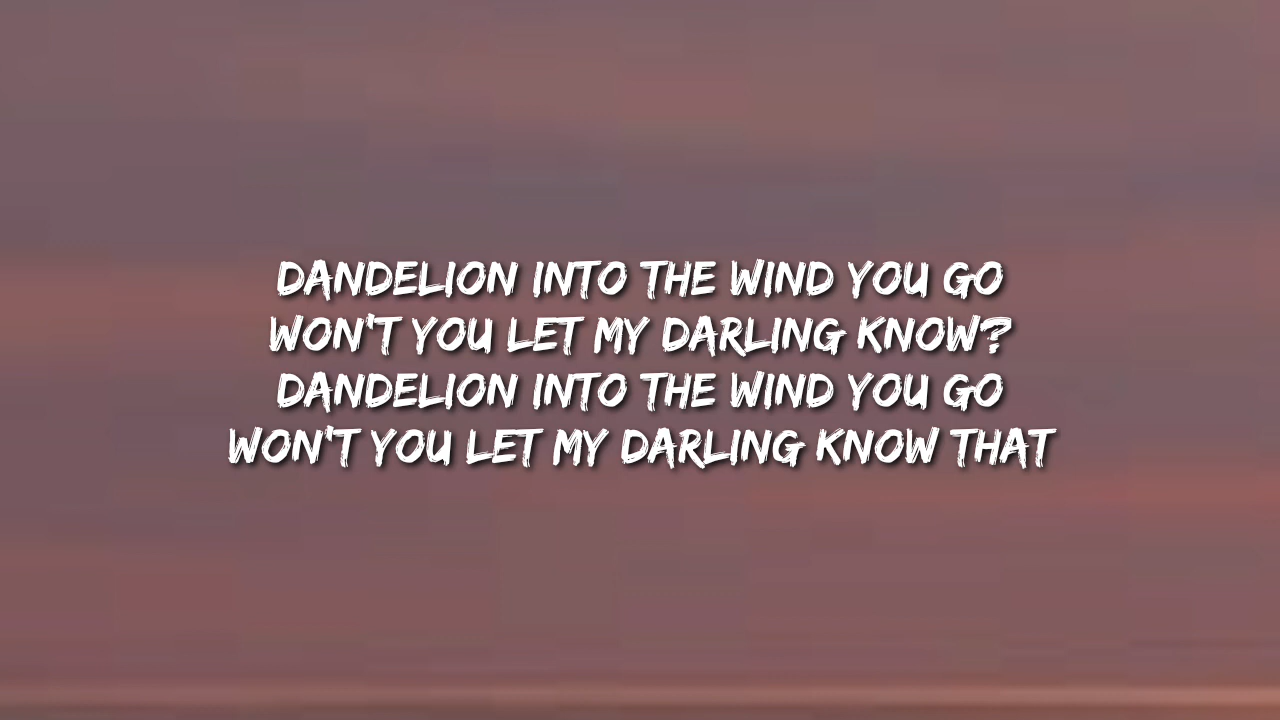 DANDELION INTO THE WIND YOU GO
WON'T YOU LET MY DARLING KNOW?
DANDELION INTO THE WIND YOU GO
WON'T YOU LET MY DARLING KNOW THAT